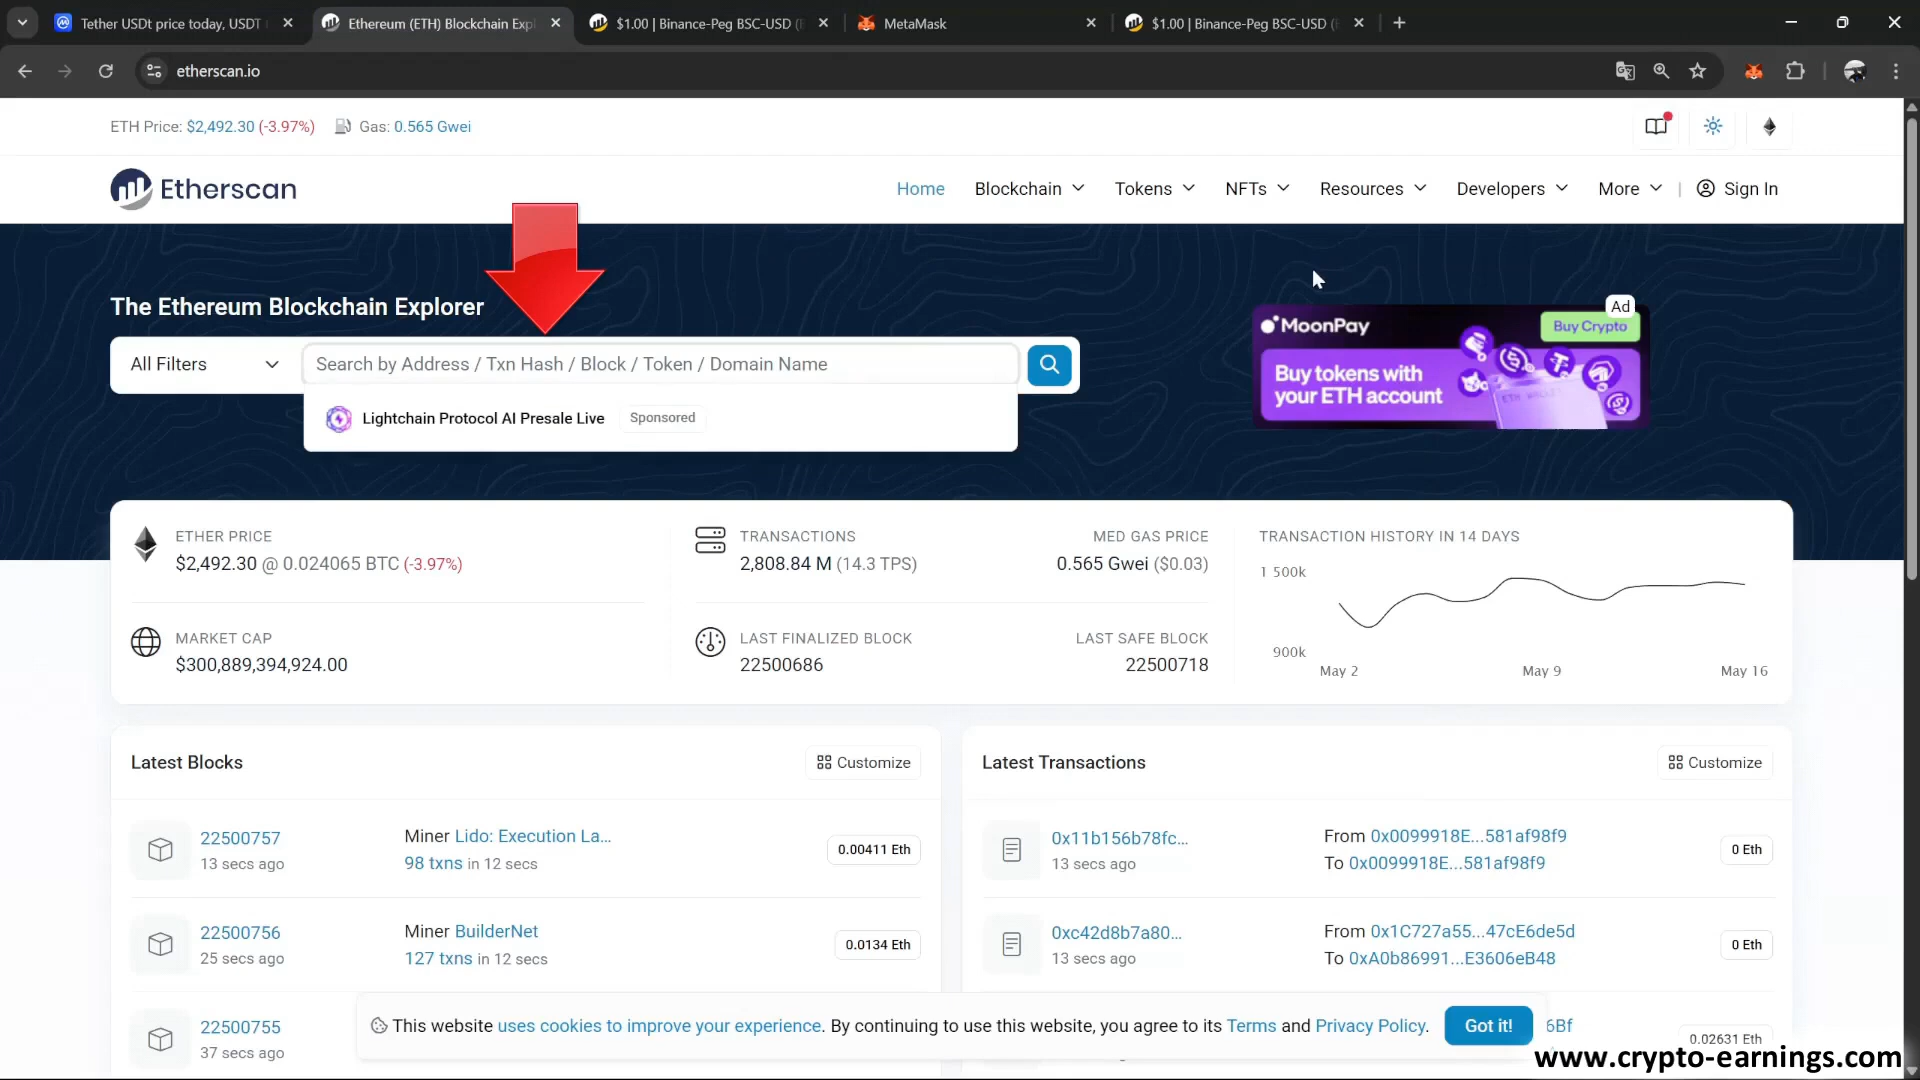 Tether USDt price today, USDT
Ethereum (ETH) Blockchain Expl
$1.00 | Binance-Peg BSC-USD (
MetaMask
$1.00 | Binance-Peg BSC-USD (
etherscan.io
ETH Price: $2,492.30 (-3.97%) Gas: 0.565 Gwei
Etherscan
Home Blockchain Tokens NFTs Resources Developers More | Sign In
The Ethereum Blockchain Explorer
All Filters Search by Address / Txn Hash / Block / Token / Domain Name
Lightchain Protocol AI Presale Live Sponsored
Ad
MoonPay
Buy Crypto
Buy tokens with
your ETH account
ETHER PRICE
$2,492.30 @ 0.024065 BTC (-3.97%)
MARKET CAP
$300,889,394,924.00
TRANSACTIONS
2,808.84 M (14.3 TPS)
MED GAS PRICE
0.565 Gwei ($0.03)
LAST FINALIZED BLOCK
22500686
LAST SAFE BLOCK
22500718
TRANSACTION HISTORY IN 14 DAYS
1 500k
900k
May 2 May 9 May 16
Latest Blocks
Customize
22500757
13 secs ago
Miner Lido: Execution La...
98 txns in 12 secs
0.00411 Eth
22500756
25 secs ago
Miner BuilderNet
127 txns in 12 secs
0.0134 Eth
22500755
37 secs ago
Latest Transactions
Customize
0x11b156b78fc...
13 secs ago
From 0x0099918E...581af98f9
To 0x0099918E...581af98f9
0 Eth
0xc42d8b7a80...
13 secs ago
From 0x1C727a55...47cE6de5d
To 0xA0b86991...E3606eB48
0 Eth
6Bf
0.02631 Eth
This website uses cookies to improve your experience. By continuing to use this website, you agree to its Terms and Privacy Policy.
Got it!
www.crypto-earnings.com